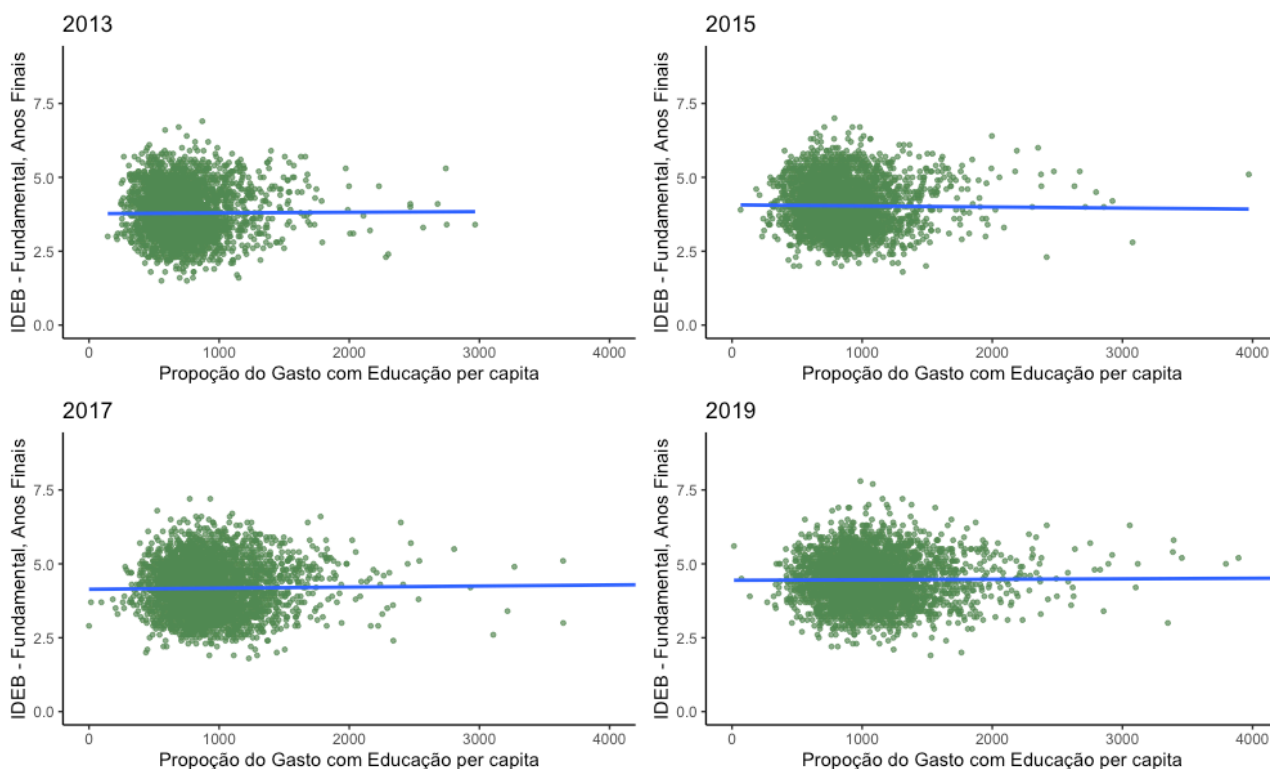 2013
IDEB - Fundamental, Anos Finais
7.5
5.0
2.5
0.0
0 1000 2000 3000 4000
Propoção do Gasto com Educação per capita
2015
IDEB - Fundamental, Anos Finais
7.5
5.0
2.5
0.0
0 1000 2000 3000 4000
Propoção do Gasto com Educação per capita
2017
IDEB - Fundamental, Anos Finais
7.5
5.0
2.5
0.0
0 1000 2000 3000 4000
Propoção do Gasto com Educação per capita
2019
IDEB - Fundamental, Anos Finais
7.5
5.0
2.5
0.0
0 1000 2000 3000 4000
Propoção do Gasto com Educação per capita